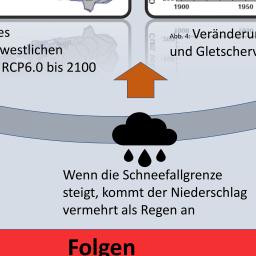 1900 1950
es
westlichen
RCP6.0 bis 2100
Abb. 4: Veränderu
und Gletscherv
Wenn die Schneefallgrenze
steigt, kommt der Niederschlag
vermehrt als Regen an
Folgen